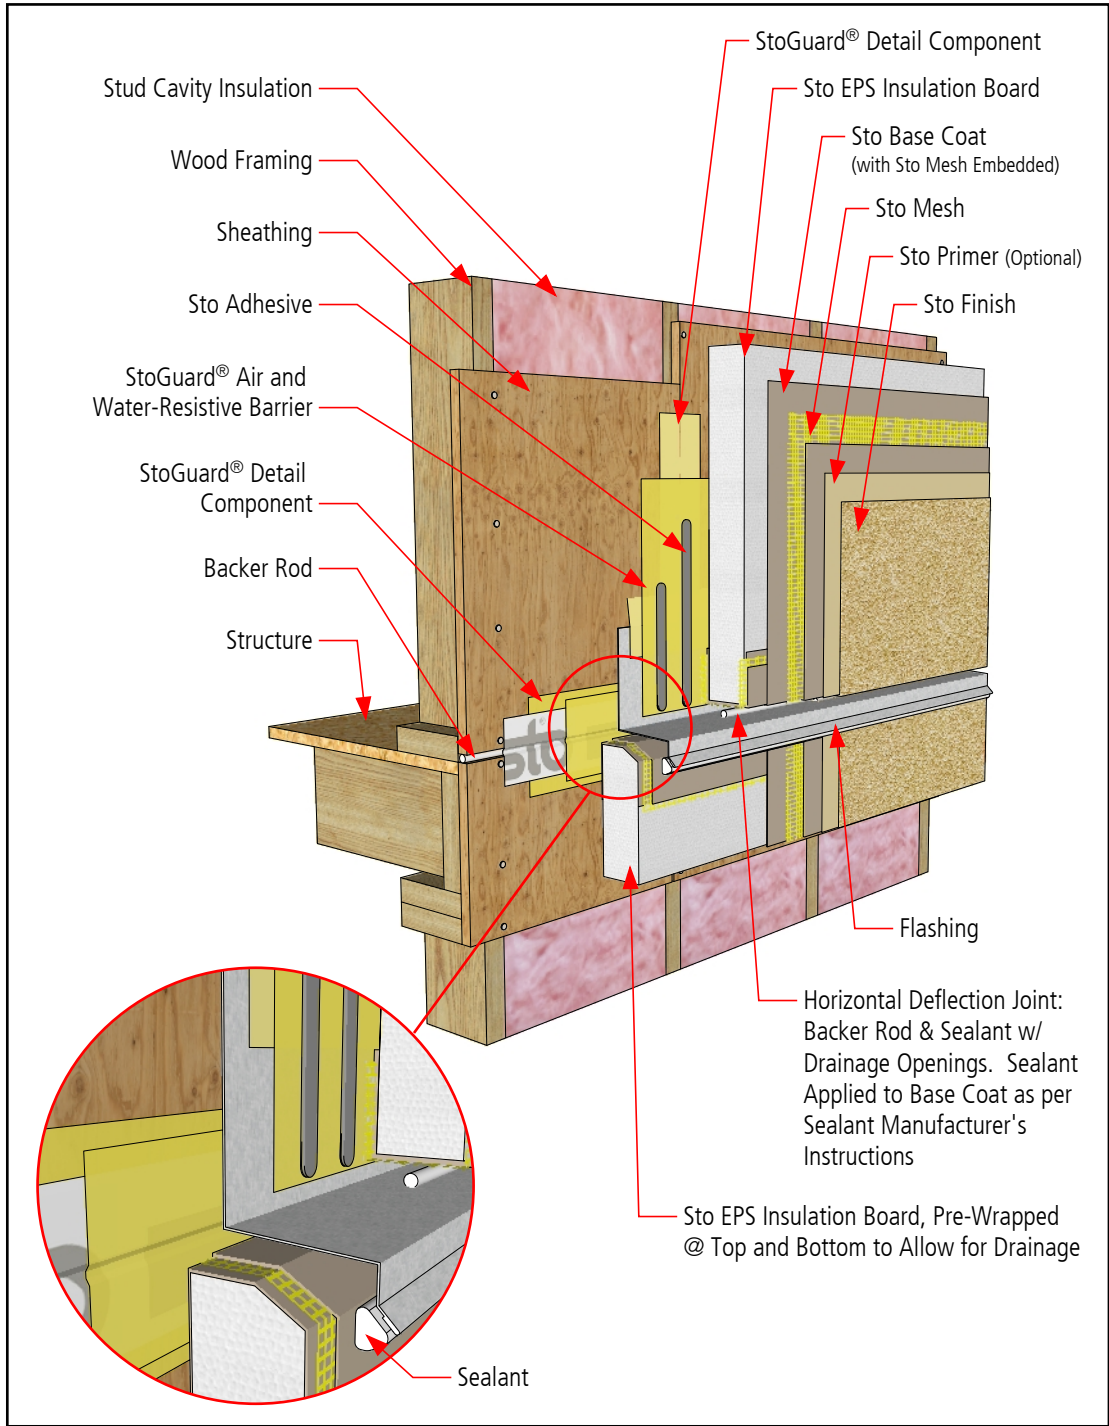 StoGuard® Detail Component
Stud Cavity Insulation
Sto EPS Insulation Board
Wood Framing
Sto Base Coat
(with Sto Mesh Embedded)
Sheathing
Sto Mesh
Sto Primer (Optional)
Sto Adhesive
Sto Finish
StoGuard® Air and
Water-Resistive Barrier
StoGuard® Detail
Component
Backer Rod
Structure
sto
Flashing
Horizontal Deflection Joint:
Backer Rod & Sealant w/
Drainage Openings.  Sealant
Applied to Base Coat as per
Sealant Manufacturer's
Instructions
Sto EPS Insulation Board, Pre-Wrapped
@ Top and Bottom to Allow for Drainage
Sealant